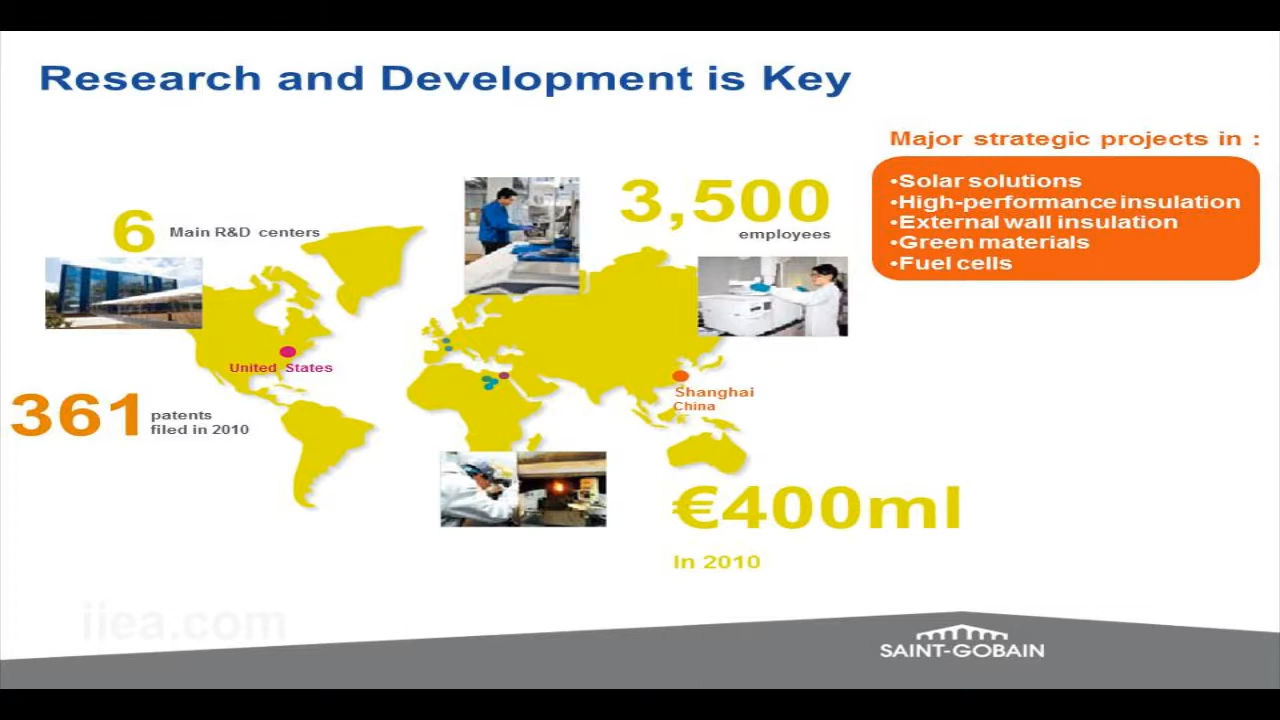 Research and Development is Key
Major strategic projects in :
•Solar solutions
•High-performance insulation
•External wall insulation
•Green materials
•Fuel cells
3,500
employees
6 Main R&D centers
United States
361 patents
filed in 2010
Shanghai
China
€400ml
In 2010
iiea.com
SAINT-GOBAIN